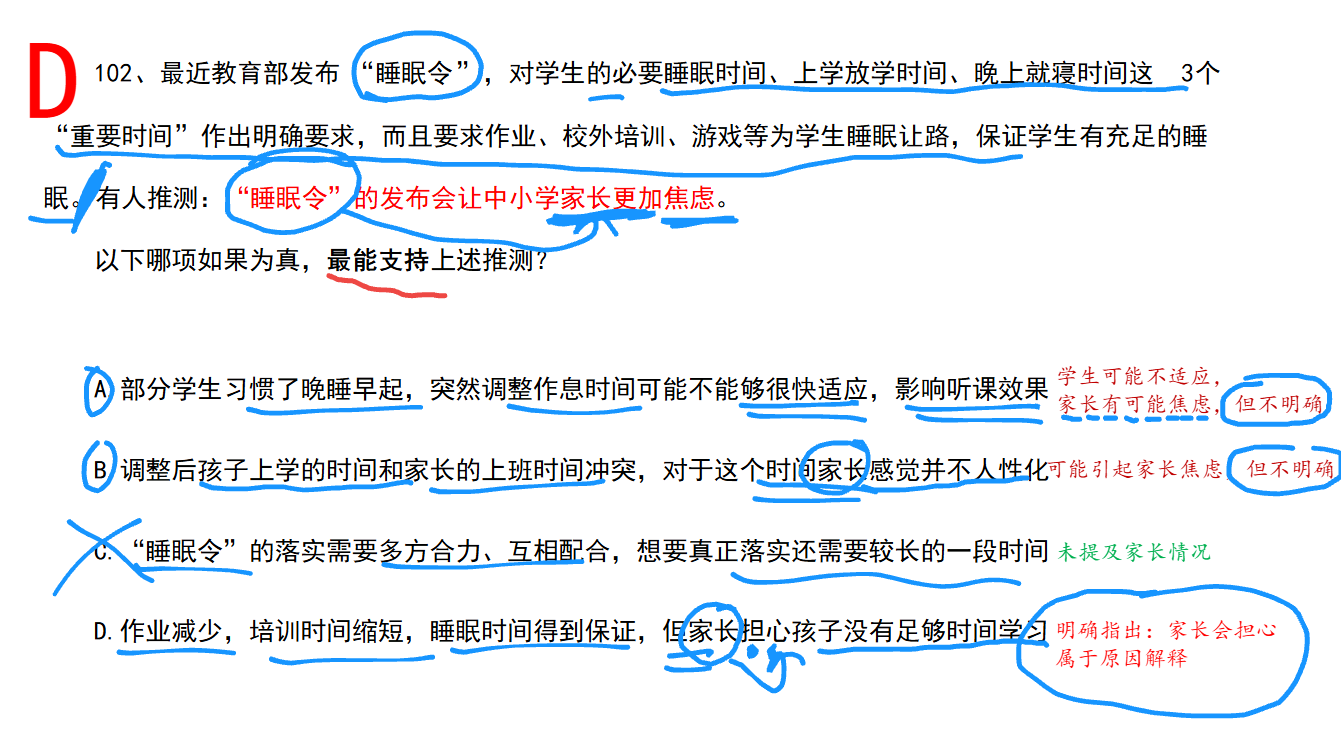 D
102、最近教育部发布“睡眠令”，对学生的必要睡眠时间、上学放学时间、晚上就寝时间这 3个
“重要时间”作出明确要求，而且要求作业、校外培训、游戏等为学生睡眠让路，保证学生有充足的睡
眠。有人推测：“睡眠令”的发布会让中小学家长更加焦虑。
以下哪项如果为真，最能支持上述推测？
A 部分学生习惯了晚睡早起，突然调整作息时间可能不能够很快适应，影响听课效果
学生可能不适应，
家长有可能焦虑，但不明确
B 调整后孩子上学的时间和家长的上班时间冲突，对于这个时间家长感觉并不人性化
可能引起家长焦虑 但不明确
C.“睡眠令”的落实需要多方合力、互相配合，想要真正落实还需要较长的一段时间
未提及家长情况
D.作业减少，培训时间缩短，睡眠时间得到保证，但家长担心孩子没有足够时间学习
明确指出：家长会担心
属于原因解释